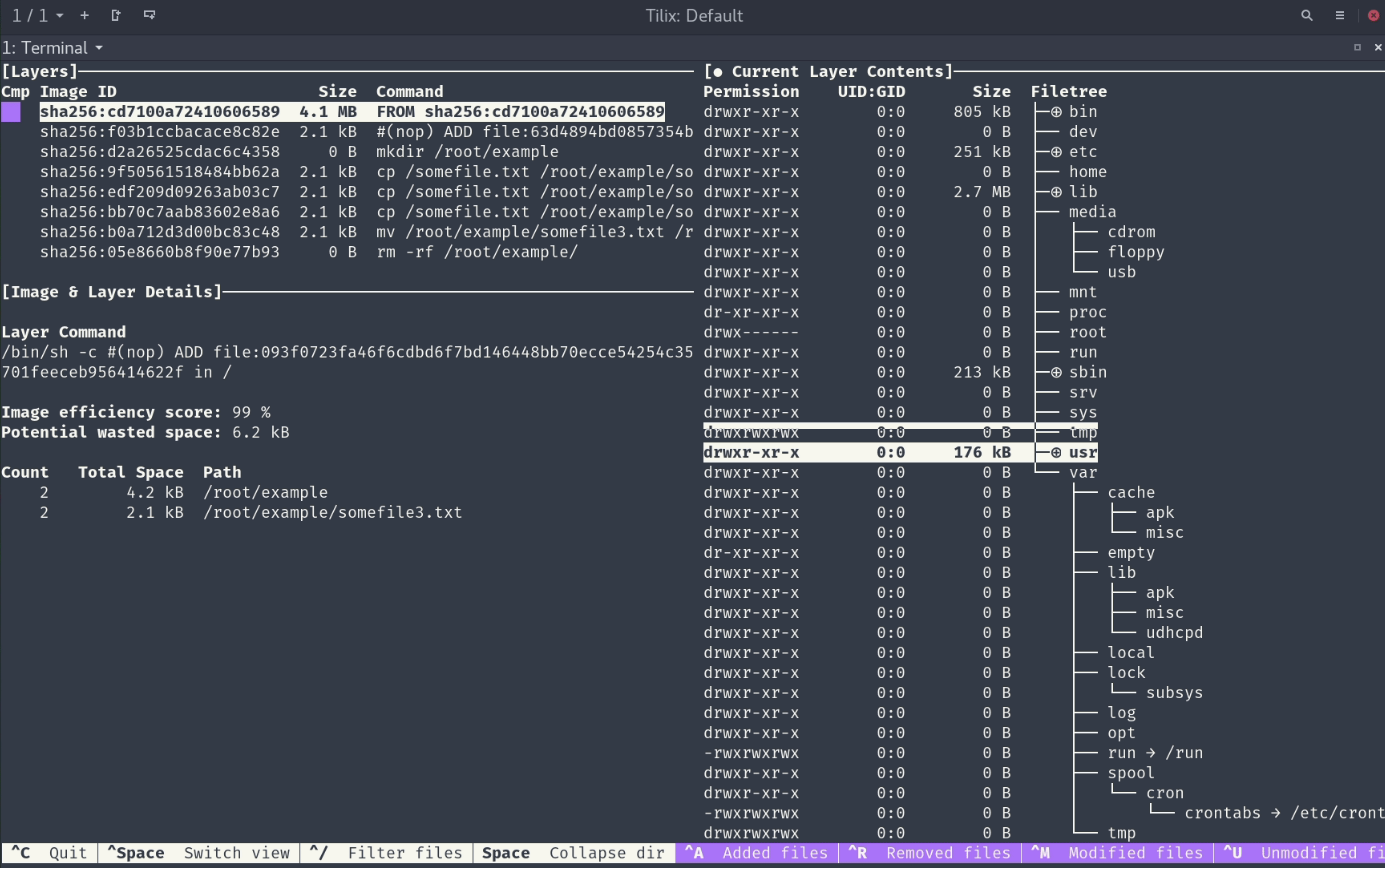 1 / 1
Tilix: Default
1: Terminal
[Layers]
Cmp Image ID Size Command
sha256:cd7100a72410606589 4.1 MB FROM sha256:cd7100a72410606589
sha256:f03b1ccbacace8c82e 2.1 kB #(nop) ADD file:63d4894bd0857354b
sha256:d2a26525cdac6c4358 0 B mkdir /root/example
sha256:9f50561518484bb62a 2.1 kB cp /somefile.txt /root/example/so
sha256:edf209d09263ab03c7 2.1 kB cp /somefile.txt /root/example/so
sha256:bb70c7aab83602e8a6 2.1 kB cp /somefile.txt /root/example/so
sha256:b0a712d3d00bc83c48 2.1 kB mv /root/example/somefile3.txt /r
sha256:05e8660b8f90e77b93 0 B rm -rf /root/example/
[Image & Layer Details]
Layer Command
/bin/sh -c #(nop) ADD file:093f0723fa46f6cdbd6f7bd146448bb70ecce54254c35
701feeceb956414622f in /
Image efficiency score: 99 %
Potential wasted space: 6.2 kB
Count Total Space Path
2 4.2 kB /root/example
2 2.1 kB /root/example/somefile3.txt
[● Current Layer Contents]
Permission UID:GID Size Filetree
drwxr-xr-x 0:0 805 kB ├─⊕ bin
drwxr-xr-x 0:0 0 B ├── dev
drwxr-xr-x 0:0 251 kB ├─⊕ etc
drwxr-xr-x 0:0 0 B ├── home
drwxr-xr-x 0:0 2.7 MB ├─⊕ lib
drwxr-xr-x 0:0 0 B ├── media
drwxr-xr-x 0:0 0 B │ ├── cdrom
drwxr-xr-x 0:0 0 B │ ├── floppy
drwxr-xr-x 0:0 0 B │ └── usb
drwxr-xr-x 0:0 0 B ├── mnt
dr-xr-xr-x 0:0 0 B ├── proc
drwx------ 0:0 0 B ├── root
drwxr-xr-x 0:0 0 B ├── run
drwxr-xr-x 0:0 213 kB ├─⊕ sbin
drwxr-xr-x 0:0 0 B ├── srv
drwxr-xr-x 0:0 0 B ├── sys
drwxrwxrwx 0:0 0 B ├── tmp
drwxr-xr-x 0:0 176 kB ├─⊕ usr
drwxr-xr-x 0:0 0 B └── var
drwxr-xr-x 0:0 0 B ├── cache
drwxr-xr-x 0:0 0 B │ ├── apk
drwxr-xr-x 0:0 0 B │ └── misc
dr-xr-xr-x 0:0 0 B ├── empty
drwxr-xr-x 0:0 0 B ├── lib
drwxr-xr-x 0:0 0 B │ ├── apk
drwxr-xr-x 0:0 0 B │ ├── misc
drwxr-xr-x 0:0 0 B │ └── udhcpd
drwxr-xr-x 0:0 0 B ├── local
drwxr-xr-x 0:0 0 B ├── lock
drwxr-xr-x 0:0 0 B │ └── subsys
drwxr-xr-x 0:0 0 B ├── log
drwxr-xr-x 0:0 0 B ├── opt
-rwxrwxrwx 0:0 0 B ├── run → /run
drwxr-xr-x 0:0 0 B ├── spool
drwxr-xr-x 0:0 0 B │ └── cron
-rwxrwxrwx 0:0 0 B │ └── crontabs → /etc/cront
drwxrwxrwx 0:0 0 B └── tmp
^C Quit | ^Space Switch view | ^/ Filter files | Space Collapse dir ^A Added files | ^R Removed files | ^M Modified files | ^U Unmodified fi